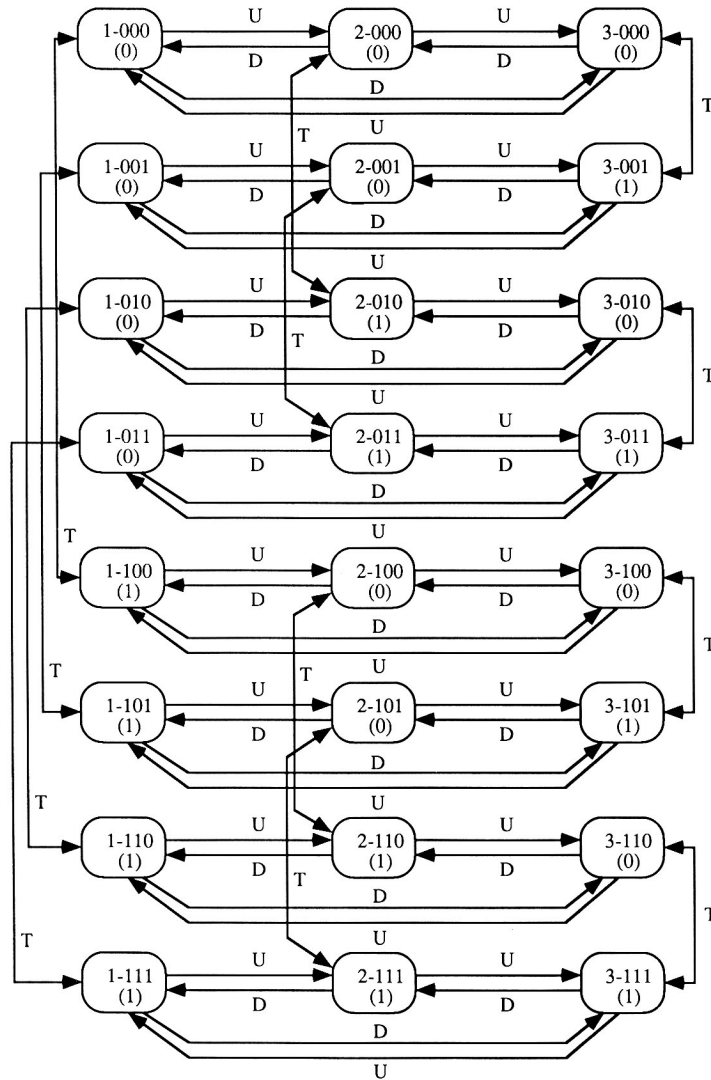 U U
1-000 2-000 3-000
(0) (0) (0)
D D
D
T
T
U
U U
1-001 2-001 3-001
(0) (0) (1)
D D
D
U
U U
1-010 2-010 3-010
(0) (1) (0)
D D
T
D
T
U
U U
1-011 2-011 3-011
(0) (1) (1)
D D
D
U
T
U U
1-100 2-100 3-100
(1) (0) (0)
D D
D
T
T
U
T
U U
1-101 2-101 3-101
(1) (0) (1)
D D
D
T U
U U
1-110 2-110 3-110
(1) (1) (0)
D D
T
D
T
T U
U U
1-111 2-111 3-111
(1) (1) (1)
D D
D
U